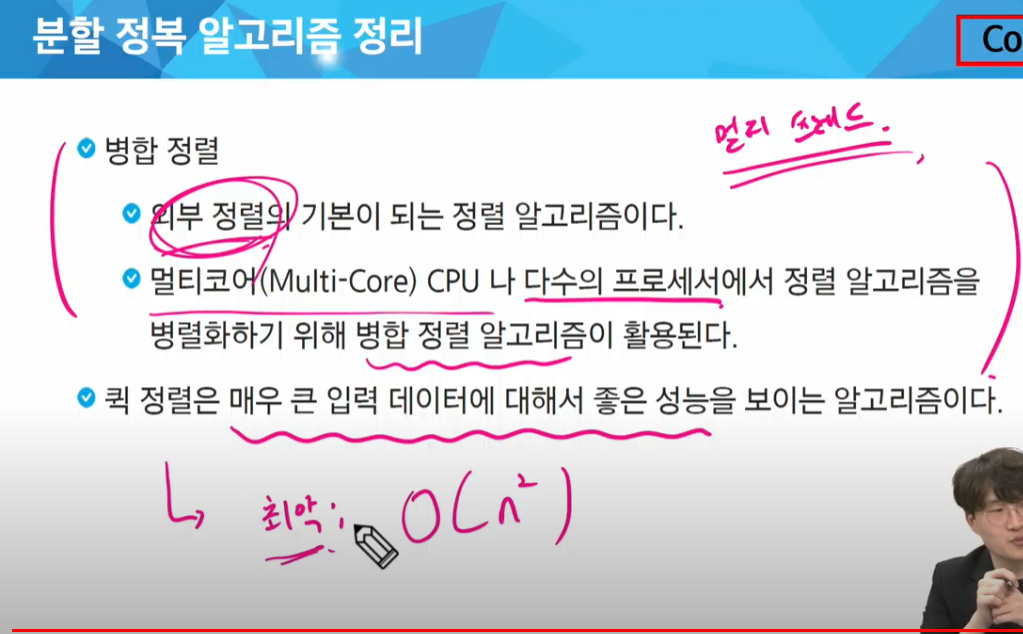 분할 정복 알고리즘 정리
Co
멀티 쓰레드.
병합 정렬
외부 정렬의 기본이 되는 정렬 알고리즘이다.
멀티코어(Multi-Core) CPU 나 다수의 프로세서에서 정렬 알고리즘을
병렬화하기 위해 병합 정렬 알고리즘이 활용된다.
퀵 정렬은 매우 큰 입력 데이터에 대해서 좋은 성능을 보이는 알고리즘이다.
최악: O(n²)